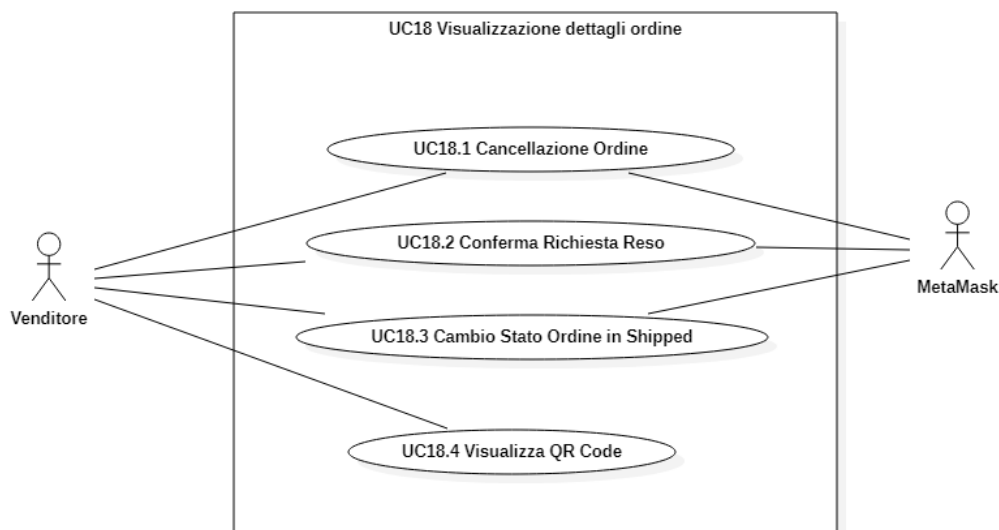 UC18 Visualizzazione dettagli ordine
UC18.1 Cancellazione Ordine
UC18.2 Conferma Richiesta Reso
MetaMask
Venditore
UC18.3 Cambio Stato Ordine in Shipped
UC18.4 Visualizza QR Code